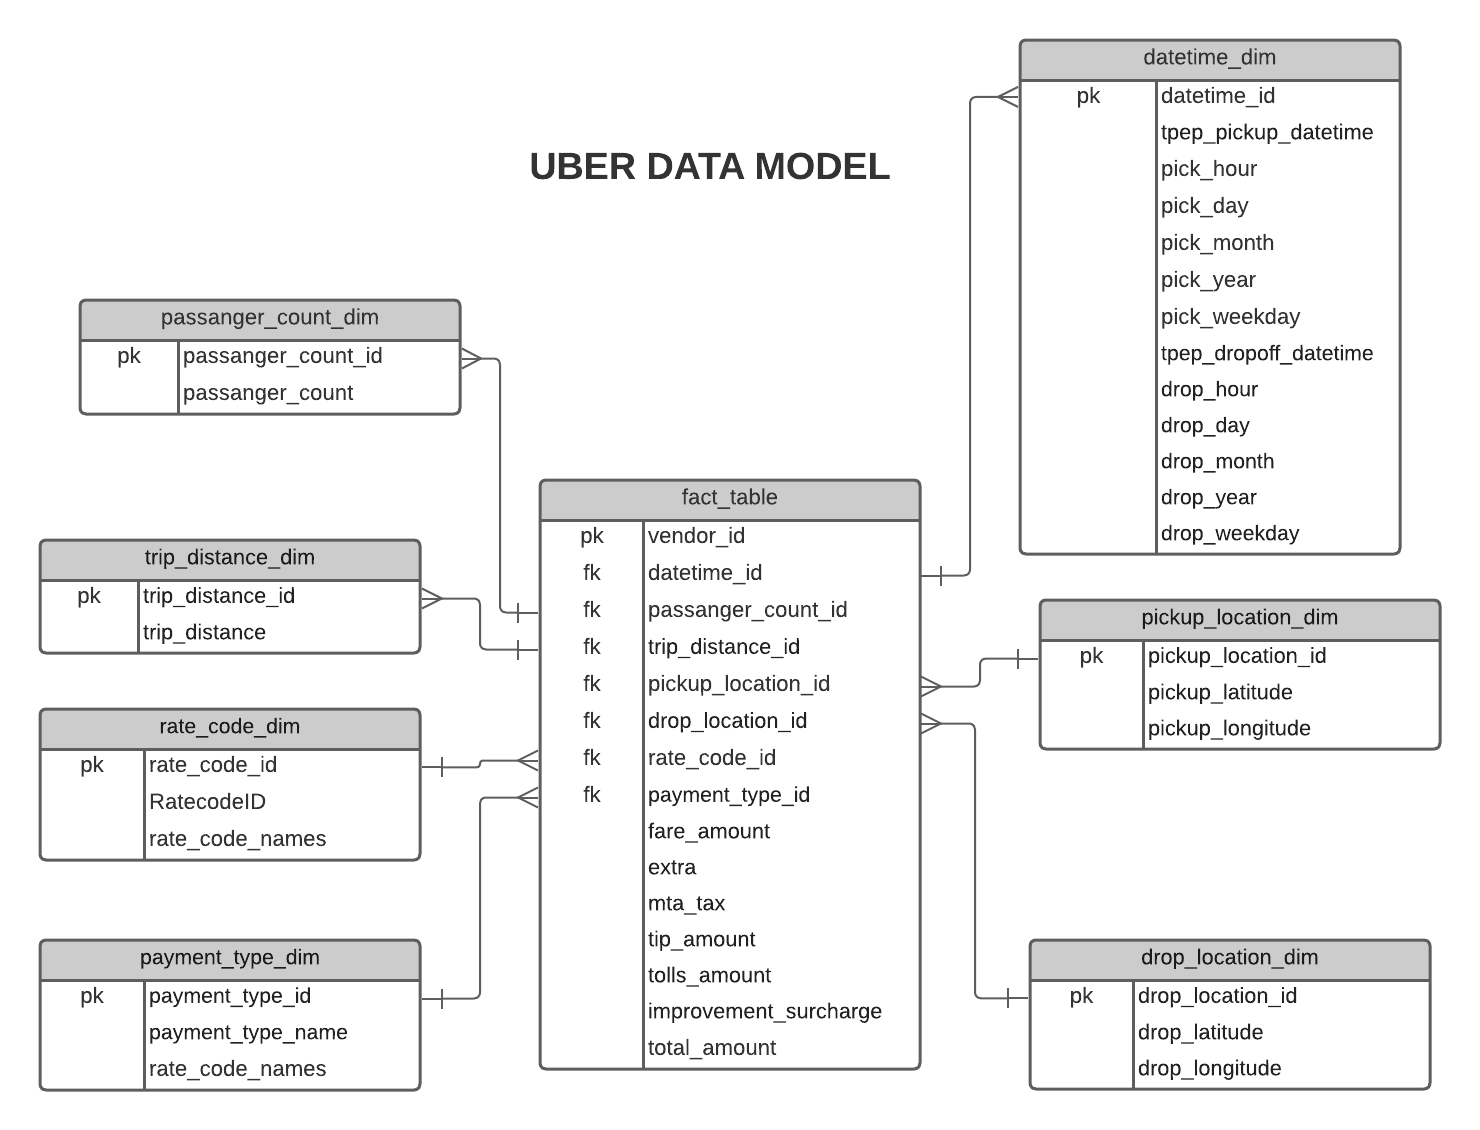 UBER DATA MODEL
datetime_dim
pk datetime_id
tpep_pickup_datetime
pick_hour
pick_day
pick_month
pick_year
pick_weekday
tpep_dropoff_datetime
drop_hour
drop_day
drop_month
drop_year
drop_weekday
passanger_count_dim
pk passanger_count_id
passanger_count
trip_distance_dim
pk trip_distance_id
trip_distance
rate_code_dim
pk rate_code_id
RatecodeID
rate_code_names
payment_type_dim
pk payment_type_id
payment_type_name
rate_code_names
fact_table
pk vendor_id
fk datetime_id
fk passanger_count_id
fk trip_distance_id
fk pickup_location_id
fk drop_location_id
fk rate_code_id
fk payment_type_id
fare_amount
extra
mta_tax
tip_amount
tolls_amount
improvement_surcharge
total_amount
pickup_location_dim
pk pickup_location_id
pickup_latitude
pickup_longitude
drop_location_dim
pk drop_location_id
drop_latitude
drop_longitude